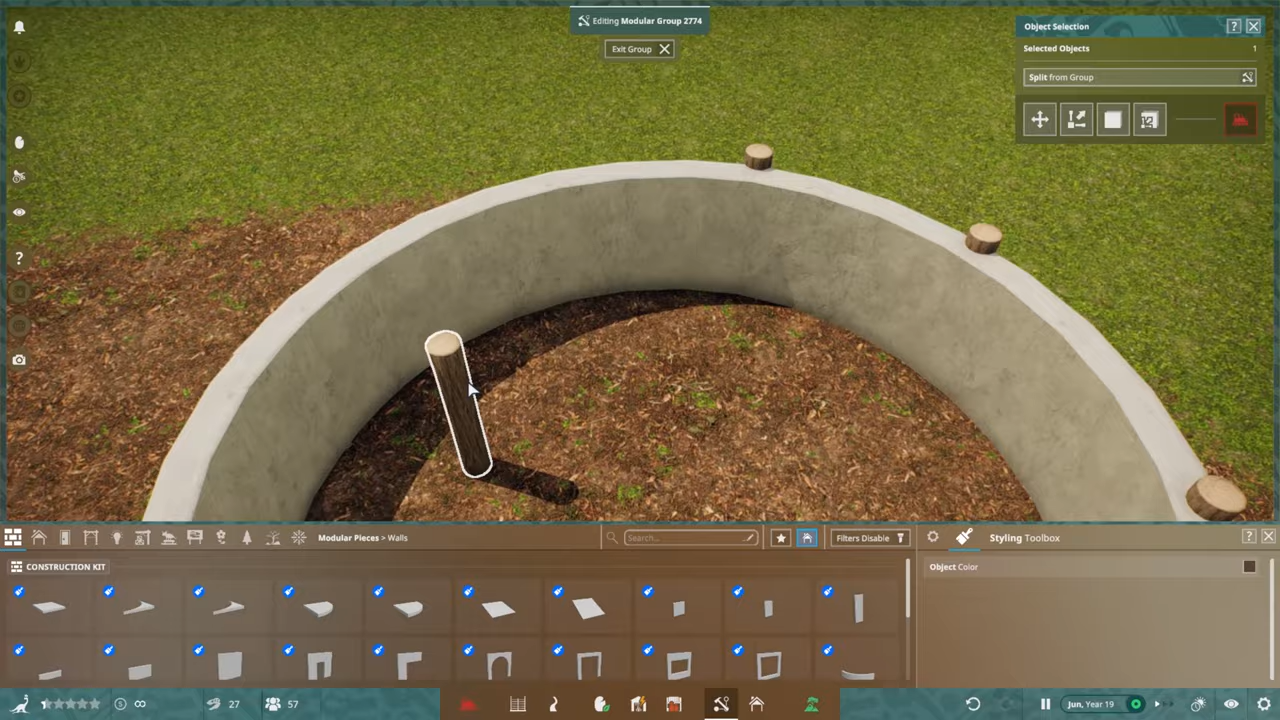 Editing Modular Group 2774
Exit Group
Object Selection
?
Selected Objects 1
Split from Group
12
?
Modular Pieces > Walls
Search...
Filters Disable
Styling Toolbox
?
CONSTRUCTION KIT
Object Color
27
57
Jun, Year 19